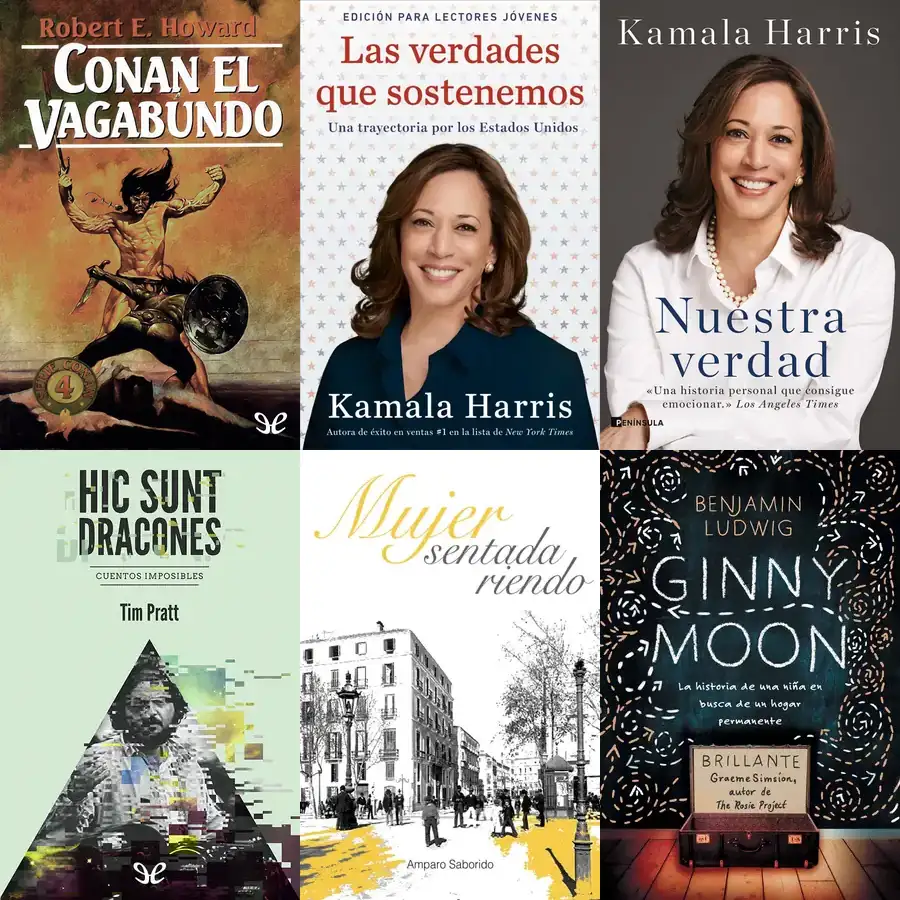 Robert E. Howard
CONAN EL
VAGABUNDO
4
EDICIÓN PARA LECTORES JÓVENES
Las verdades
que sostenemos
Una trayectoria por los Estados Unidos
Kamala Harris
Autora de éxito en ventas #1 en la lista de New York Times
Kamala Harris
Nuestra
verdad
«Una historia personal que consigue
emocionar.» Los Angeles Times
PENÍNSULA
HIC SUNT
DRACONES
CUENTOS IMPOSIBLES
Tim Pratt
Mujer
sentada
riendo
Amparo Saborido
BENJAMIN
LUDWIG
GINNY
MOON
La historia de una niña en
busca de un hogar
permanente
BRILLANTE
Graeme Simsion,
autor de
The Rosie Project